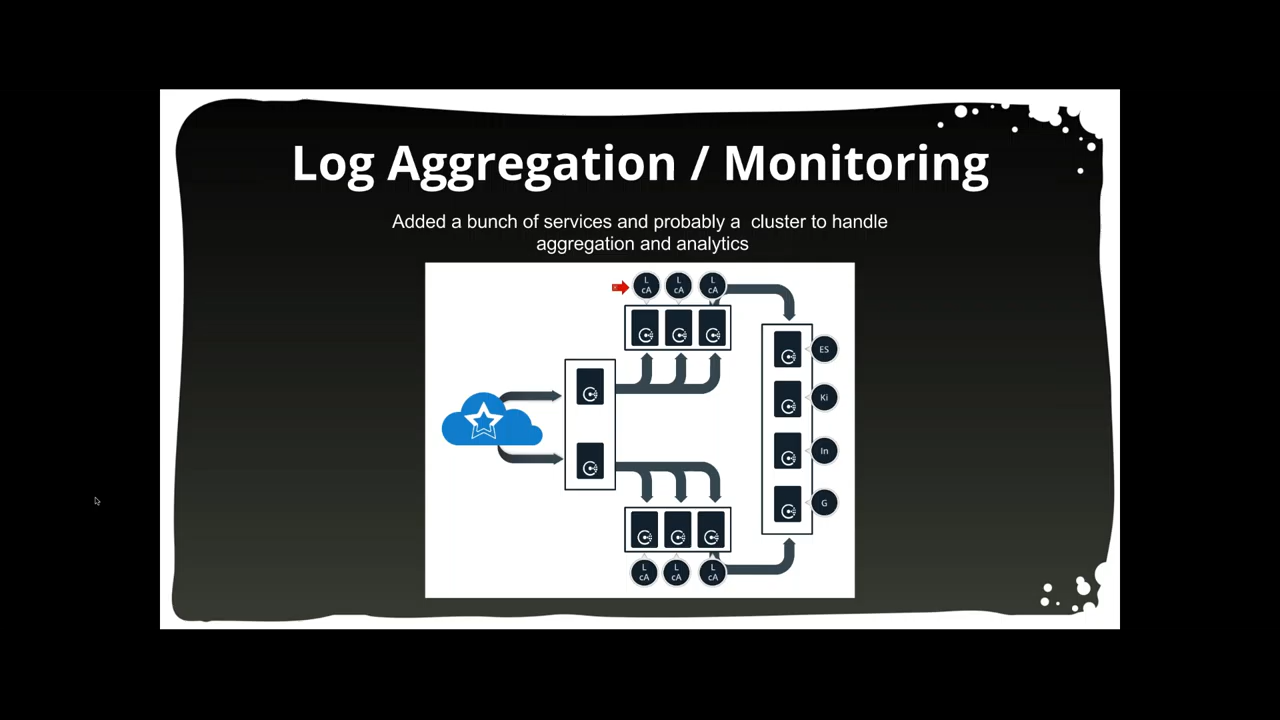 Log Aggregation / Monitoring
Added a bunch of services and probably a  cluster to handle
aggregation and analytics
L
cA
L
cA
L
cA
ES
Ki
In
G
L
cA
L
cA
L
cA